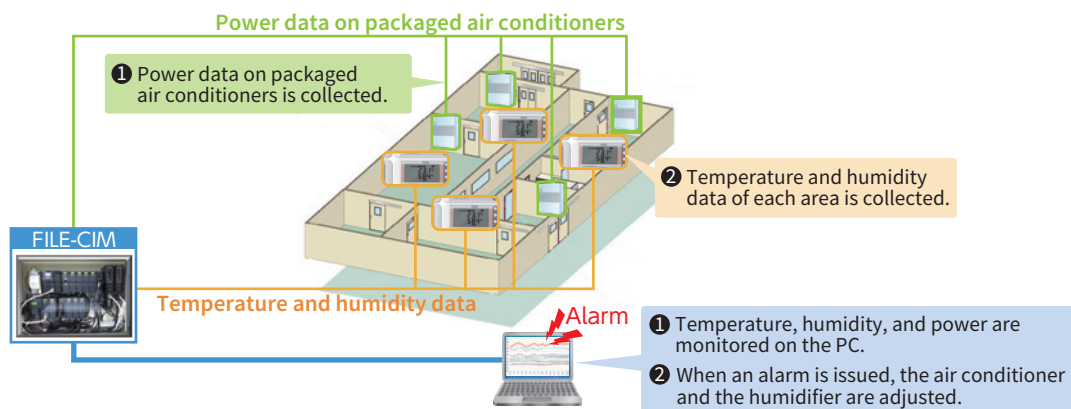 Power data on packaged air conditioners
❶ Power data on packaged
air conditioners is collected.
❷ Temperature and humidity
data of each area is collected.
FILE-CIM
Temperature and humidity data
Alarm
❶ Temperature, humidity, and power are
monitored on the PC.
❷ When an alarm is issued, the air conditioner
and the humidifier are adjusted.